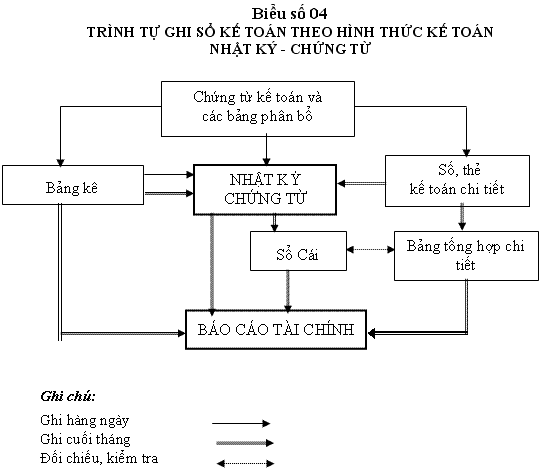 Biểu số 04
TRÌNH TỰ GHI SỔ KẾ TOÁN THEO HÌNH THỨC KẾ TOÁN
NHẬT KÝ - CHỨNG TỪ
Chứng từ kế toán và
các bảng phân bổ
Bảng kê
NHẬT KÝ
CHỨNG TỪ
Số, thẻ
kế toán chi tiết
Sổ Cái
Bảng tổng hợp chi
tiết
BÁO CÁO TÀI CHÍNH
Ghi chú:
Ghi hàng ngày
Ghi cuối tháng
Đối chiếu, kiểm tra